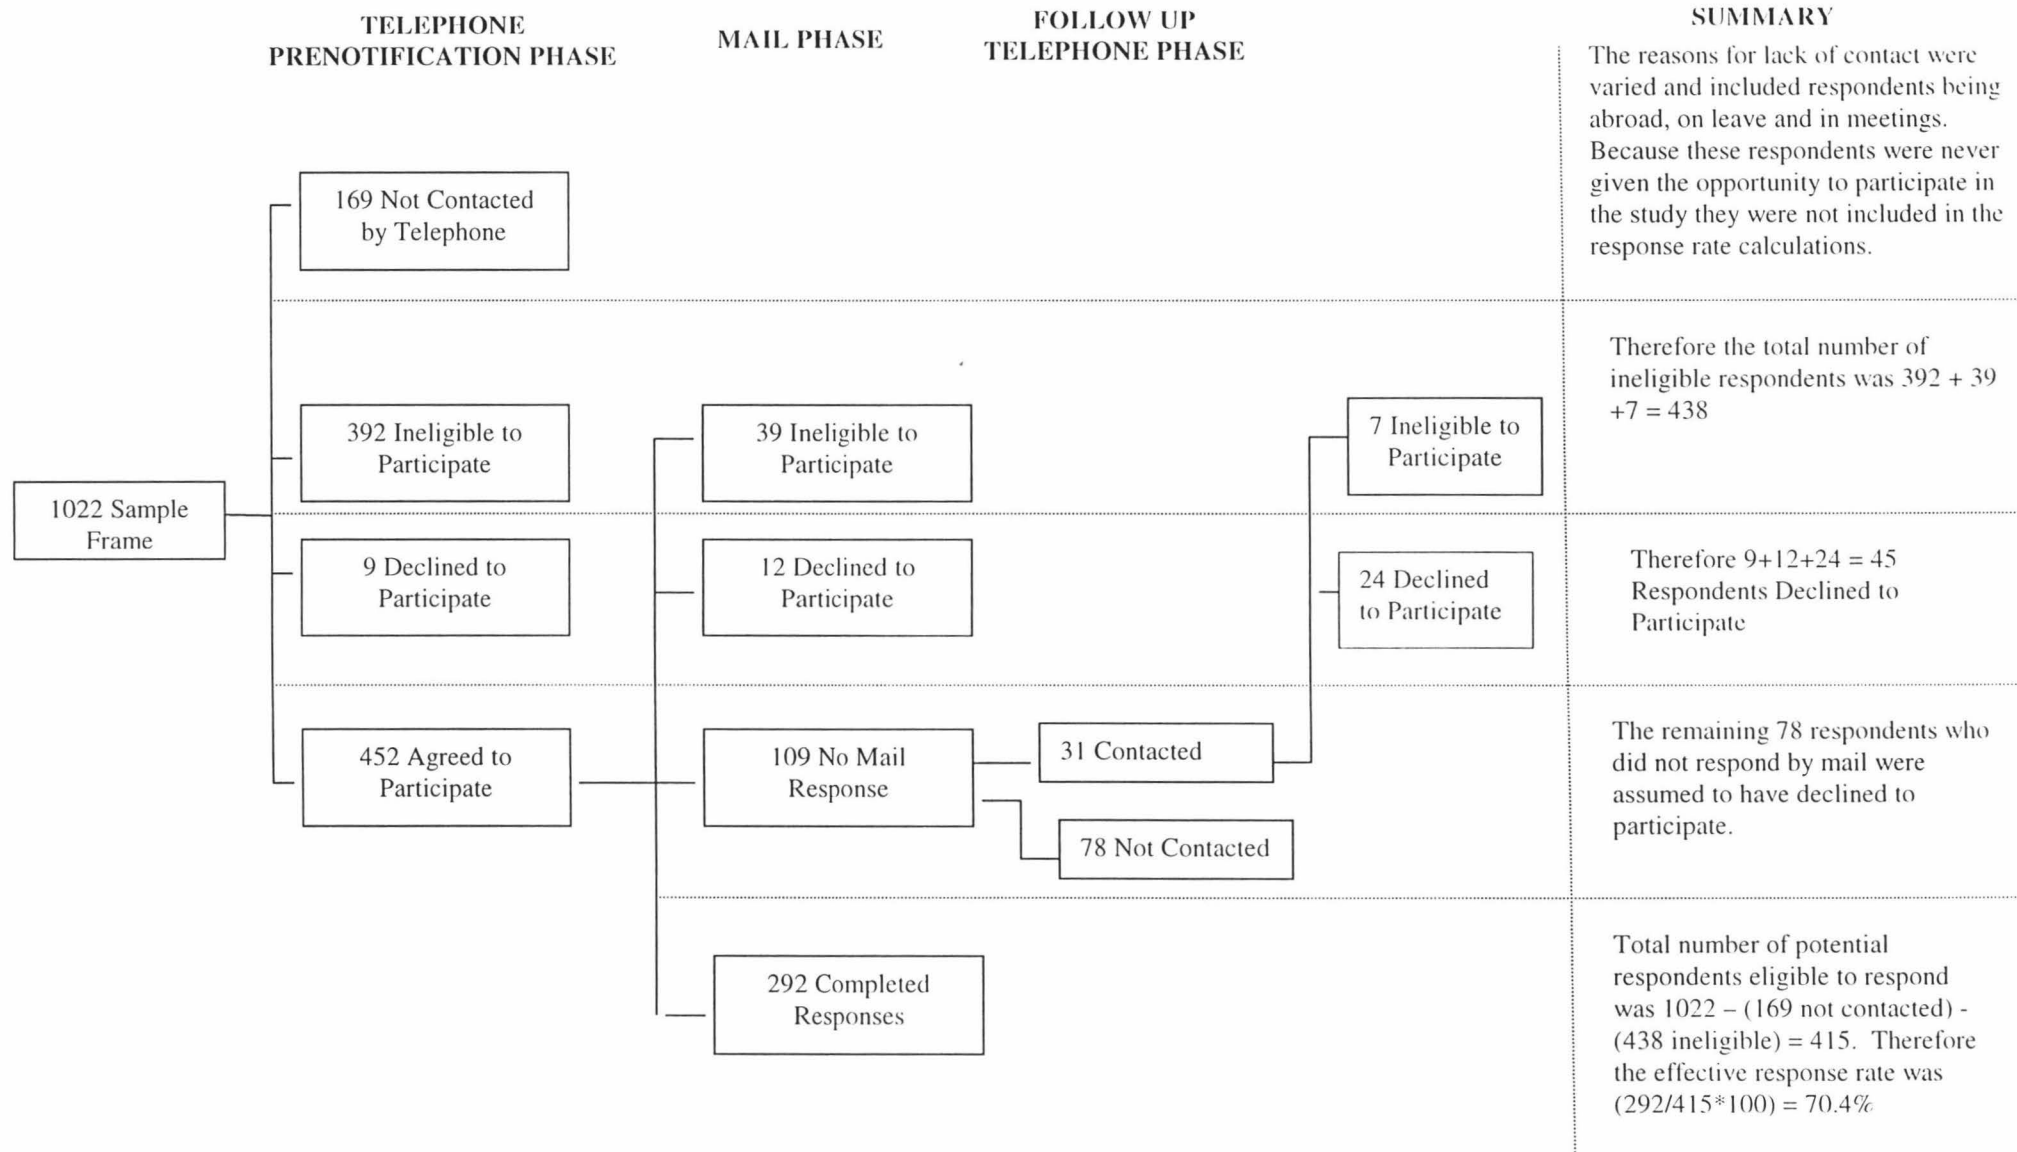 TELEPHONE
PRENOTIFICATION PHASE
MAIL PHASE
FOLLOW UP
TELEPHONE PHASE
SUMMARY
The reasons for lack of contact were
varied and included respondents being
abroad, on leave and in meetings.
Because these respondents were never
given the opportunity to participate in
the study they were not included in the
response rate calculations.
169 Not Contacted
by Telephone
Therefore the total number of
ineligible respondents was 392 + 39
+7 = 438
392 Ineligible to
Participate
39 Ineligible to
Participate
7 Ineligible to
Participate
1022 Sample
Frame
9 Declined to
Participate
12 Declined to
Participate
24 Declined
to Participate
Therefore 9+12+24 = 45
Respondents Declined to
Participate
452 Agreed to
Participate
109 No Mail
Response
31 Contacted
78 Not Contacted
The remaining 78 respondents who
did not respond by mail were
assumed to have declined to
participate.
292 Completed
Responses
Total number of potential
respondents eligible to respond
was 1022 – (169 not contacted) -
(438 ineligible) = 415. Therefore
the effective response rate was
(292/415*100) = 70.4%